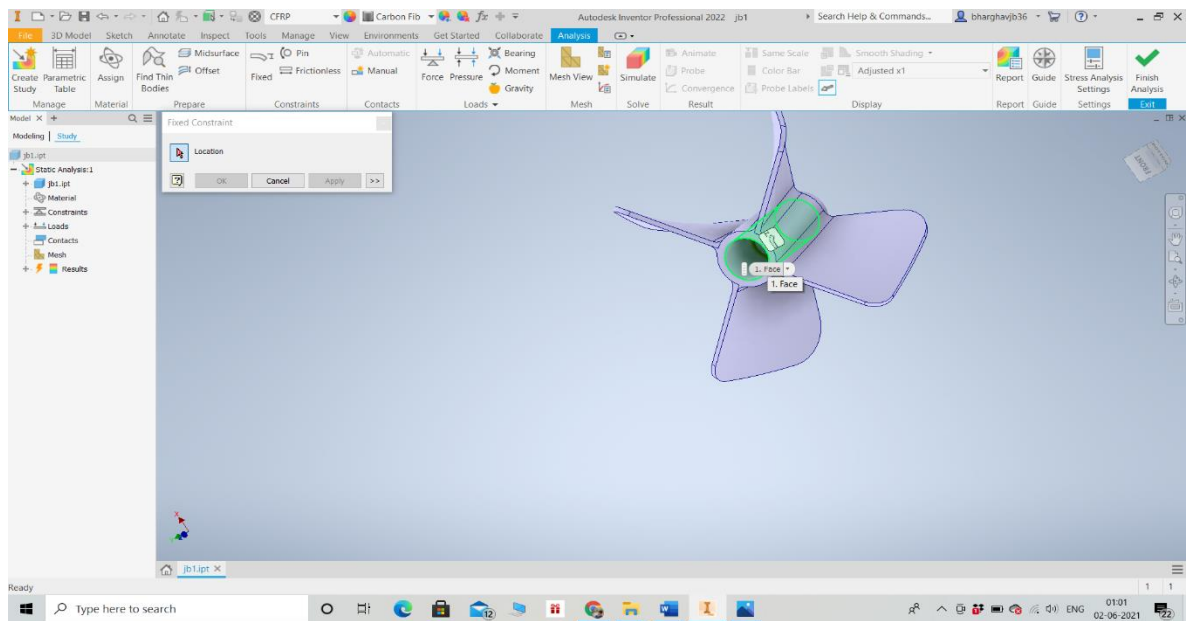 CFRP Carbon Fib fx Autodesk Inventor Professional 2022 jb1 Search Help & Commands... bharghavjb36
File 3D Model Sketch Annotate Inspect Tools Manage View Environments Get Started Collaborate Analysis
Midsurface Pin Automatic Bearing Animate Same Scale Smooth Shading
Offset Frictionless Manual Moment Probe Color Bar Adjusted x1
Gravity Convergence Probe Labels
Create Study Parametric Table Assign Find Thin Bodies Fixed Force Pressure Mesh View Simulate Report Guide Stress Analysis Settings Finish Analysis
Manage Material Prepare Constraints Contacts Loads Mesh Solve Result Display Report Guide Settings Exit
Model X +
Modeling Study
jb1.ipt
Static Analysis:1
jb1.ipt
Material
Constraints
Loads
Contacts
Mesh
Results
Fixed Constraint
Location
OK Cancel Apply >>
FRONT
1. Face
1. Face
X
jb1.ipt X
Ready 1 1
Type here to search 12 ENG 01:01
02-06-2021 22